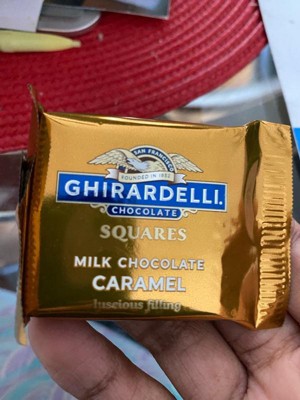 SAN FRANCISCO
FOUNDED IN 1852
GHIRARDELLI.
CHOCOLATE
SQUARES
MILK CHOCOLATE
CARAMEL
luscious filling